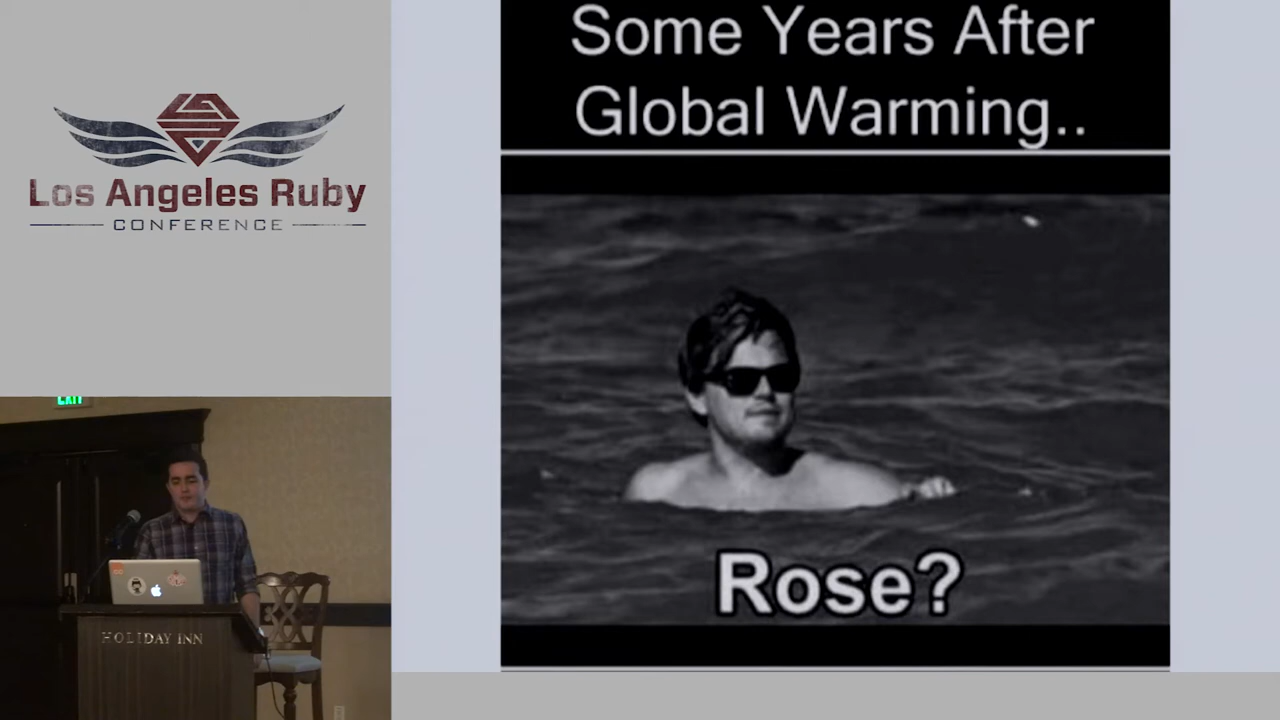 Los Angeles Ruby
CONFERENCE
EXIT
HOLIDAY INN
Some Years After
Global Warming..
Rose?